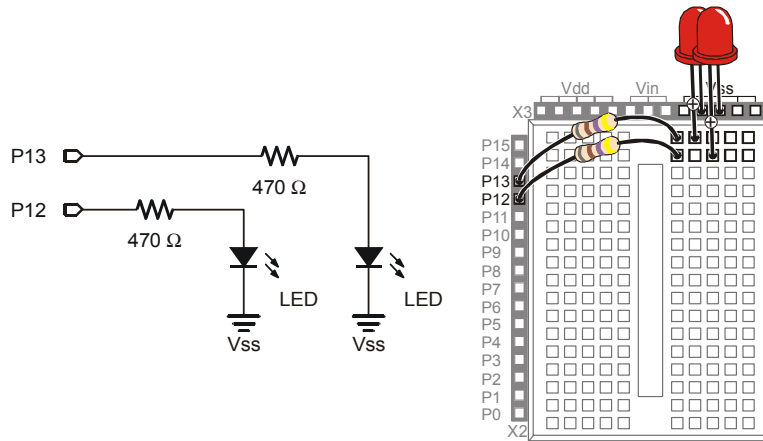 P13
470 Ω
P12
470 Ω
LED
LED
Vss
Vss
Vdd
Vin
Vss
X3
P15
P14
P13
P12
P11
P10
P9
P8
P7
P6
P5
P4
P3
P2
P1
P0
X2
+
+